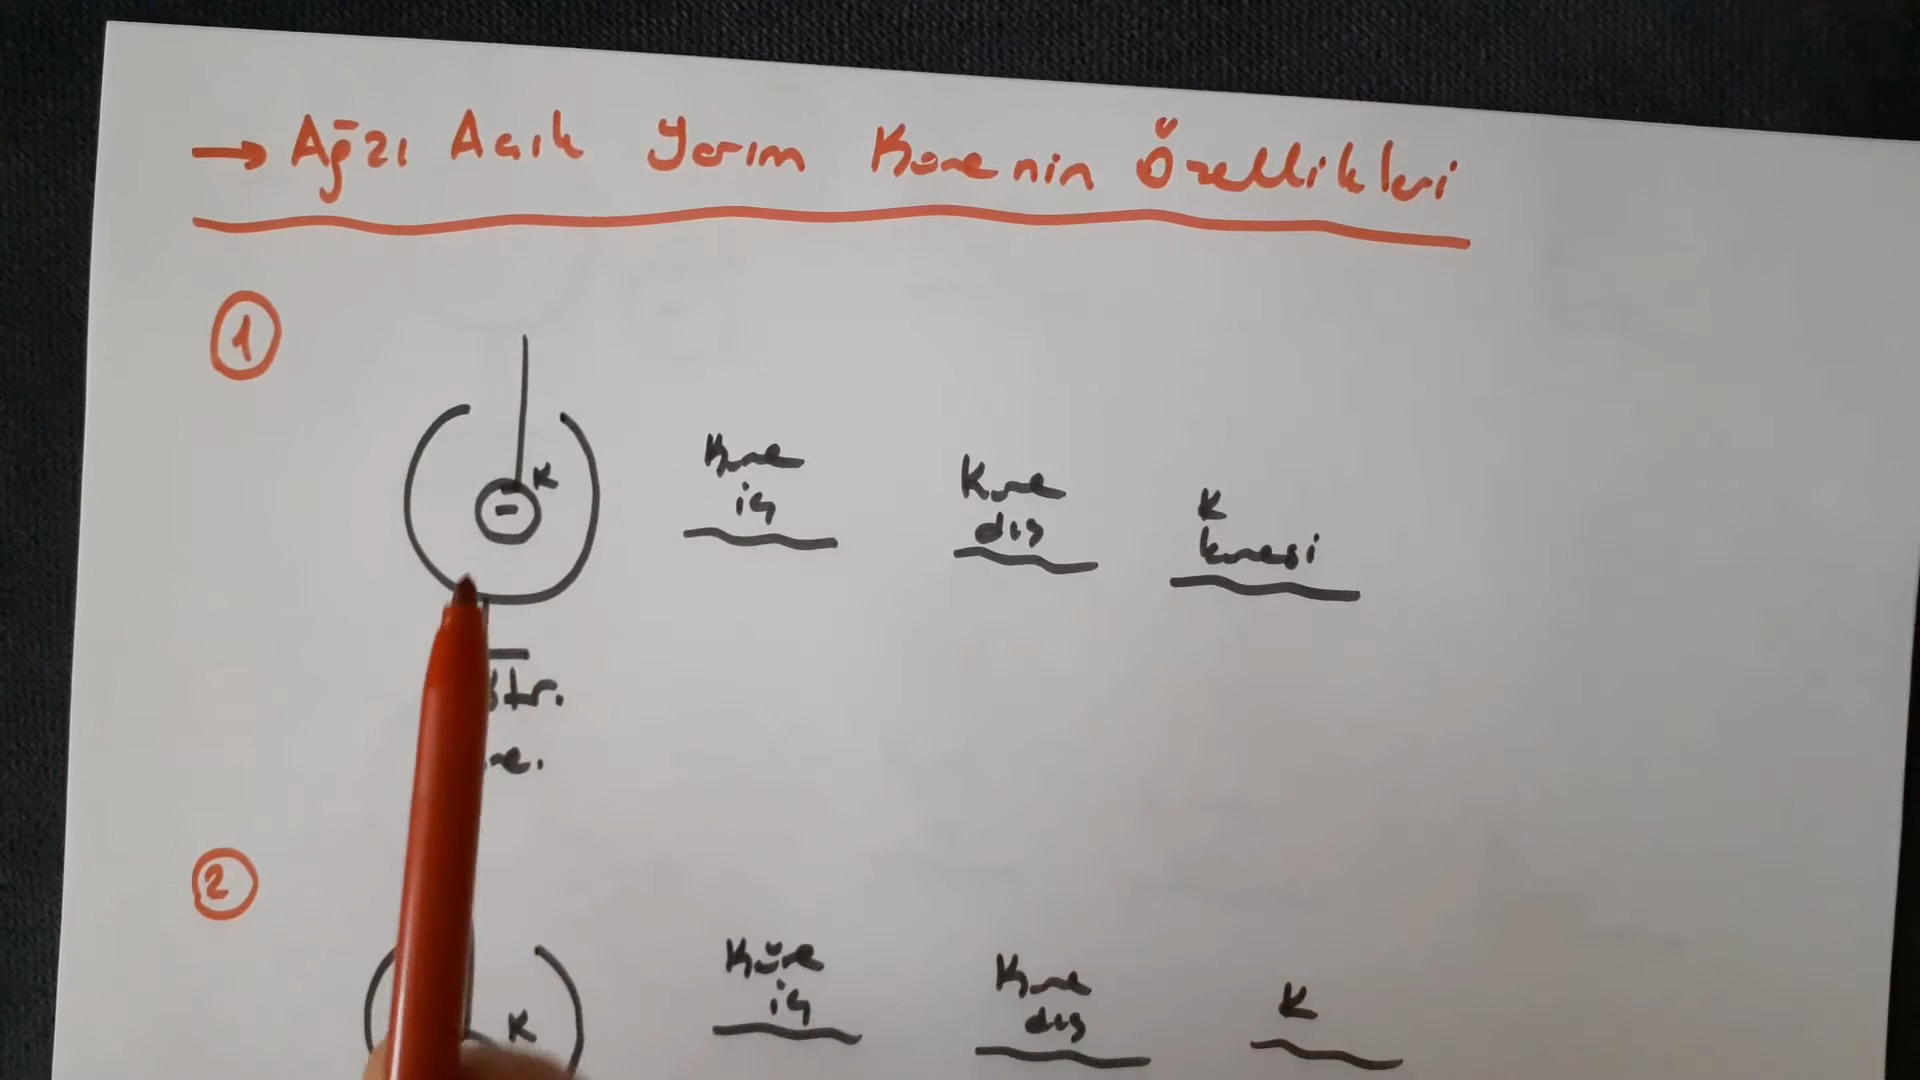 → Ağzı Açık Yarım Kürenin Özellikleri
1
K
-
Küre
iç
Küre
dış
K
küresi
2
K
Küre
iç
Küre
dış
K